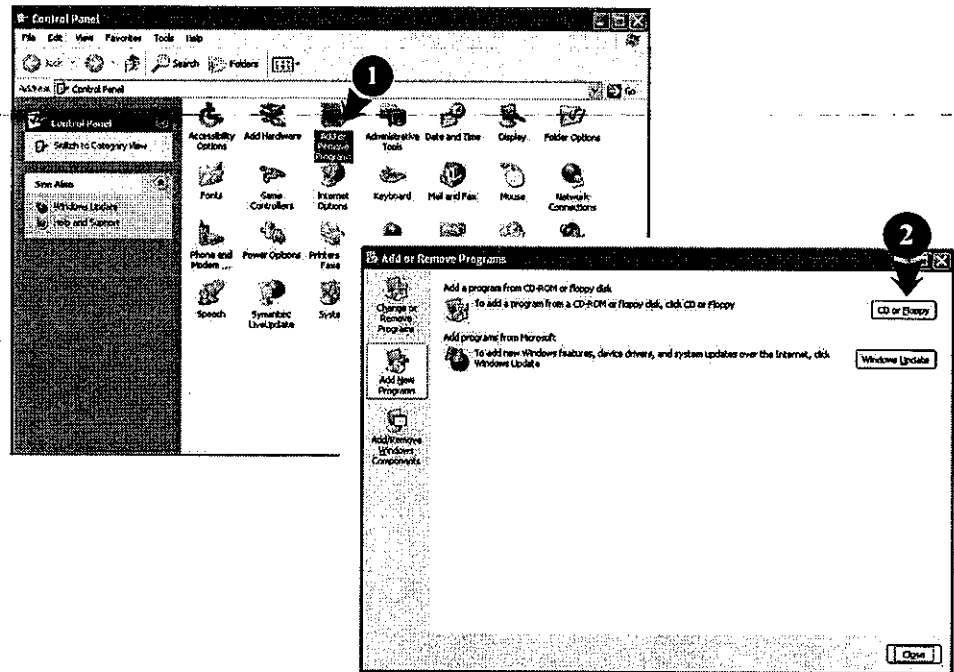 Control Panel
File Edit View Favorites Tools Help
Back Search Folders
Address Control Panel Go
1
Control Panel
Switch to Category View
See Also
Windows Update
Help and Support
Accessibility Options
Add Hardware
Add or Remove Programs
Administrative Tools
Date and Time
Display
Folder Options
Fonts
Game Controllers
Internet Options
Keyboard
Mail and Fax
Mouse
Network Connections
Phone and Modem ...
Power Options
Printers
Faxe
Speech
Symantec LiveUpdate
Syste
2
Add or Remove Programs
Change or Remove Programs
Add New Programs
Add/Remove Windows Components
Add a program from CD-ROM or floppy disk
To add a program from a CD-ROM or floppy disk, click CD or Floppy
CD or Floppy
Add programs from Microsoft
To add new Windows features, device drivers, and system updates over the Internet, click
Windows Update
Windows Update
Close